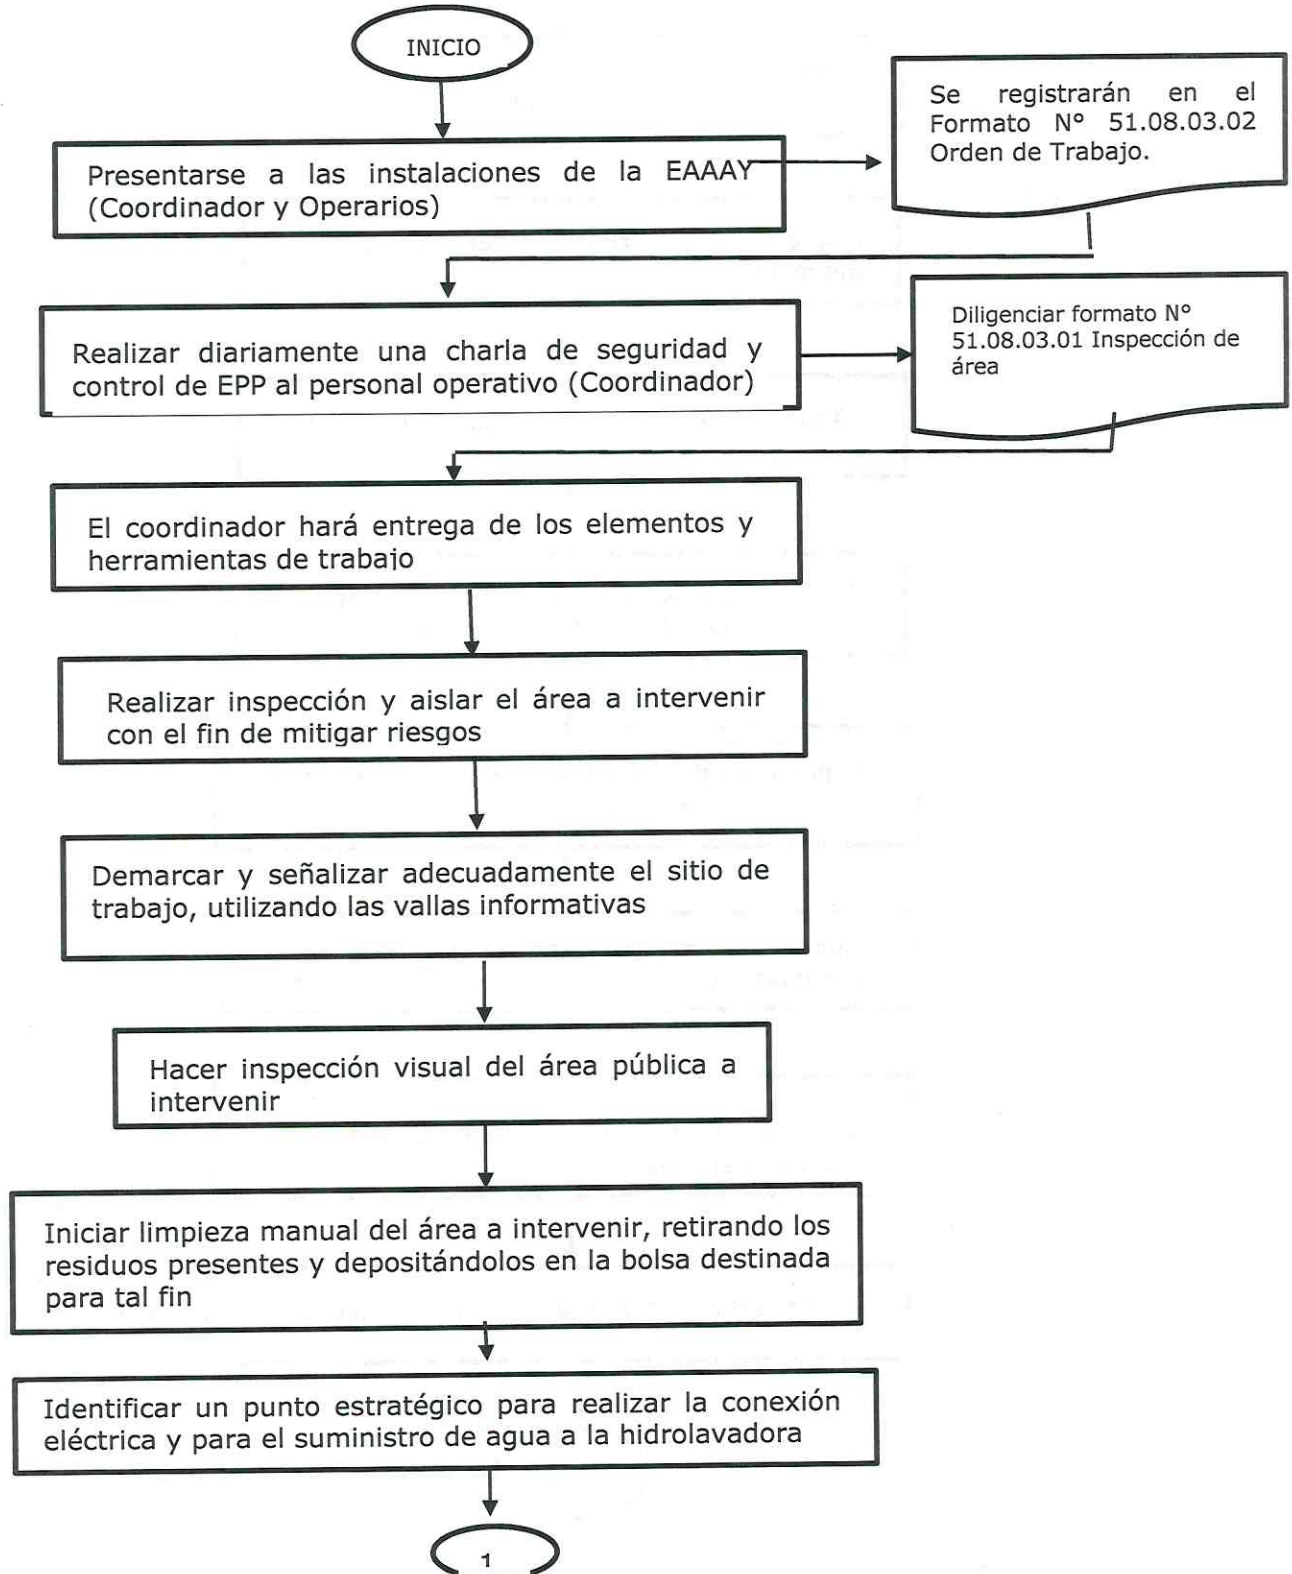 INICIO
Se registrarán en el
Formato Nº 51.08.03.02
Orden de Trabajo.
Presentarse a las instalaciones de la EAAAY
(Coordinador y Operarios)
Diligenciar formato Nº
51.08.03.01 Inspección de
área
Realizar diariamente una charla de seguridad y
control de EPP al personal operativo (Coordinador)
El coordinador hará entrega de los elementos y
herramientas de trabajo
Realizar inspección y aislar el área a intervenir
con el fin de mitigar riesgos
Demarcar y señalizar adecuadamente el sitio de
trabajo, utilizando las vallas informativas
Hacer inspección visual del área pública a
intervenir
Iniciar limpieza manual del área a intervenir, retirando los
residuos presentes y depositándolos en la bolsa destinada
para tal fin
Identificar un punto estratégico para realizar la conexión
eléctrica y para el suministro de agua a la hidrolavadora
1